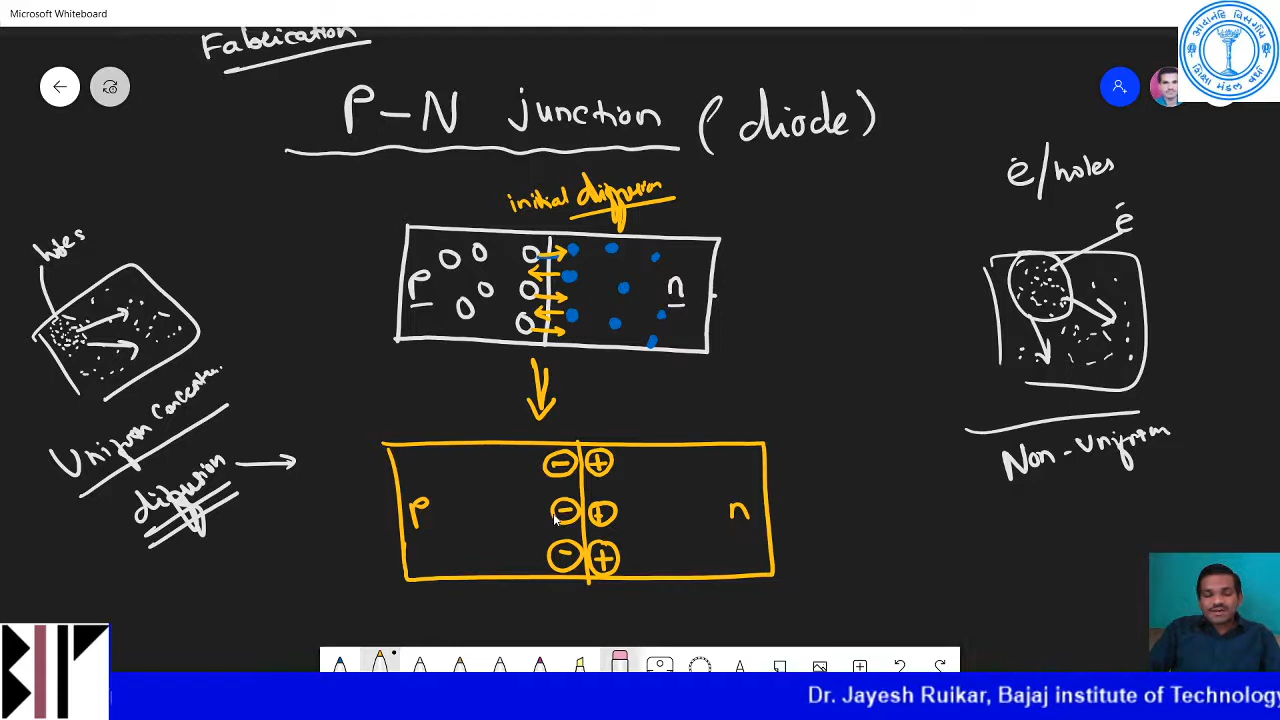 Microsoft Whiteboard
Fabrication
P-N junction (diode)
initial diffusion
e/holes
e
holes
p
n
Uniform Concentra.
diffusion
Non-Uniform
p
n
− +
− +
− +
Dr. Jayesh Ruikar, Bajaj institute of Technology